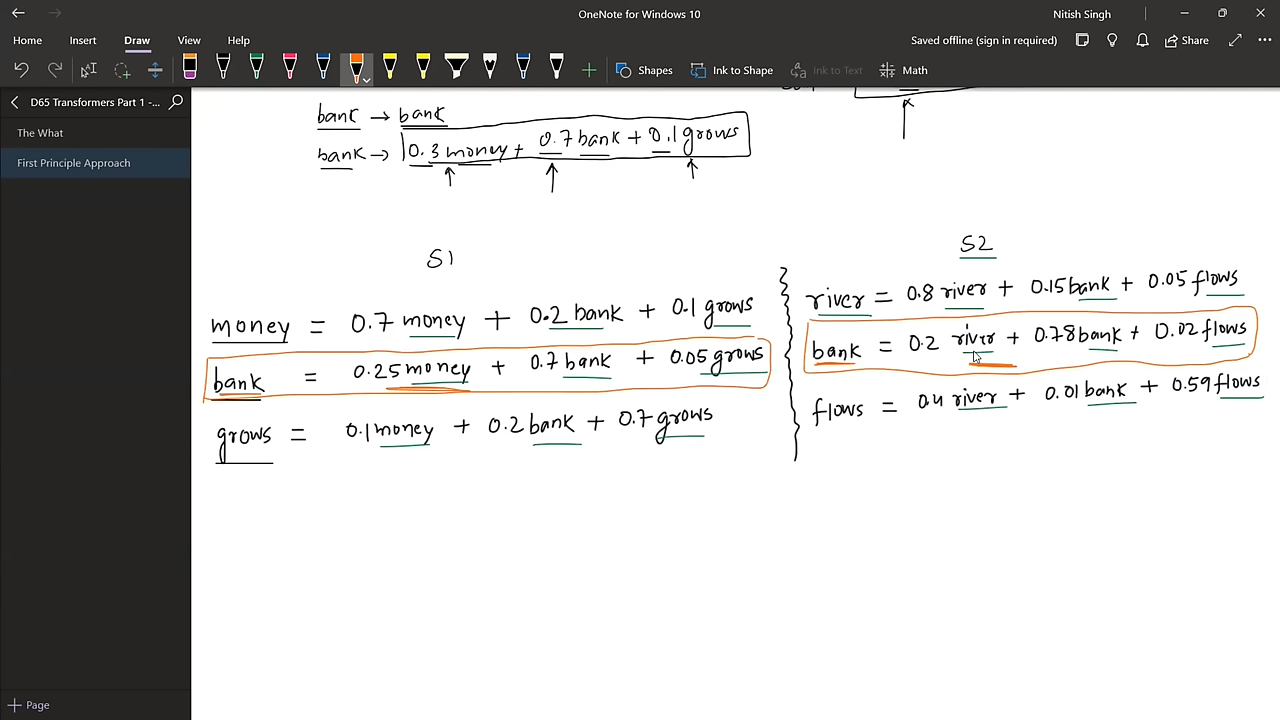 OneNote for Windows 10
Nitish Singh
Home Insert Draw View Help
Saved offline (sign in required)
Share
Shapes
Ink to Shape
Ink to Text
Math
D65 Transformers Part 1 -...
The What
First Principle Approach
bank → bank
bank → 0.3 money + 0.7 bank + 0.1 grows
S1
money = 0.7 money + 0.2 bank + 0.1 grows
bank = 0.25 money + 0.7 bank + 0.05 grows
grows = 0.1 money + 0.2 bank + 0.7 grows
S2
river = 0.8 river + 0.15 bank + 0.05 flows
bank = 0.2 river + 0.78 bank + 0.02 flows
flows = 0.4 river + 0.01 bank + 0.59 flows
Page